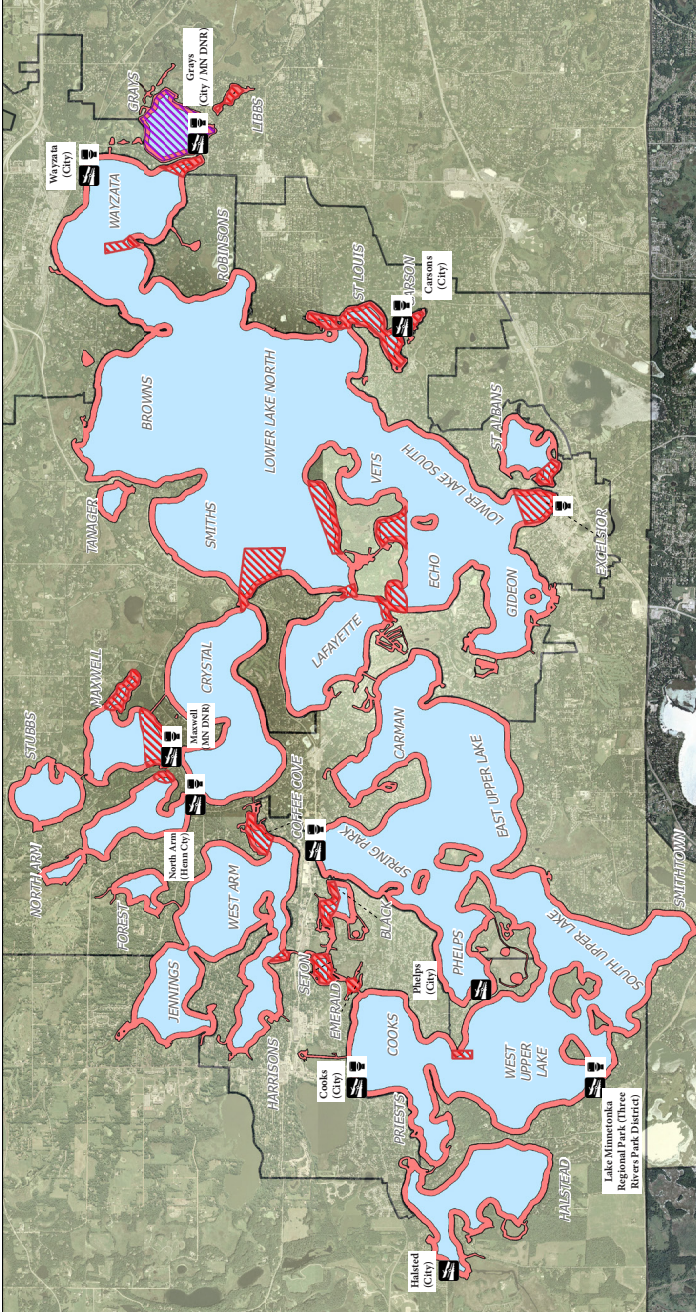 GRAYS
Grays
(City / MN DNR)
LIBBS
Wayzata
(City)
WAYZATA
ROBINSONS
ST LOUIS
ARSON
Carsons
(City)
BROWNS
LOWER LAKE NORTH
TANAGER
SMITHS
VETS
LOWER LAKE SOUTH
ST ALBANS
ECHO
EXCELSIOR
GIDEON
LAFAYETTE
CRYSTAL
MAXWELL
Maxwell
(MN DNR)
STUBBS
NORTH ARM
North Arm
(Henn Cty)
COFFEE COVE
CARMAN
EAST UPPER LAKE
SPRING PARK
FOREST
WEST ARM
BLACK
SMITHTOWN
SOUTH UPPER LAKE
JENNINGS
SETON
EMERALD
PHELPS
Phelps
(City)
HARRISONS
Cooks
(City)
COOKS
WEST
UPPER
LAKE
PRIESTS
Lake Minnetonka
Regional Park (Three
Rivers Park District)
HALSTEAD
Halsted
(City)